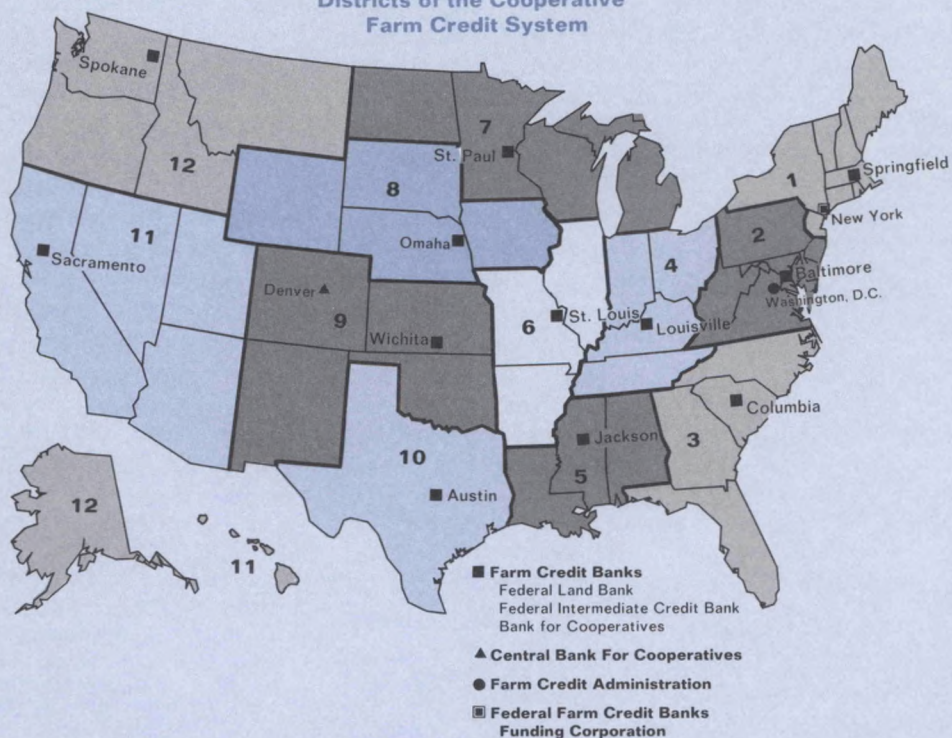 Districts of the Cooperative
Farm Credit System
Spokane
12
7
St. Paul
8
Omaha
1
Springfield
New York
2
Baltimore
Washington, D.C.
11
Sacramento
Denver
9
Wichita
6
St. Louis
4
Louisville
Columbia
3
Jackson
5
10
Austin
12
11
Farm Credit Banks
Federal Land Bank
Federal Intermediate Credit Bank
Bank for Cooperatives
Central Bank For Cooperatives
Farm Credit Administration
Federal Farm Credit Banks
Funding Corporation